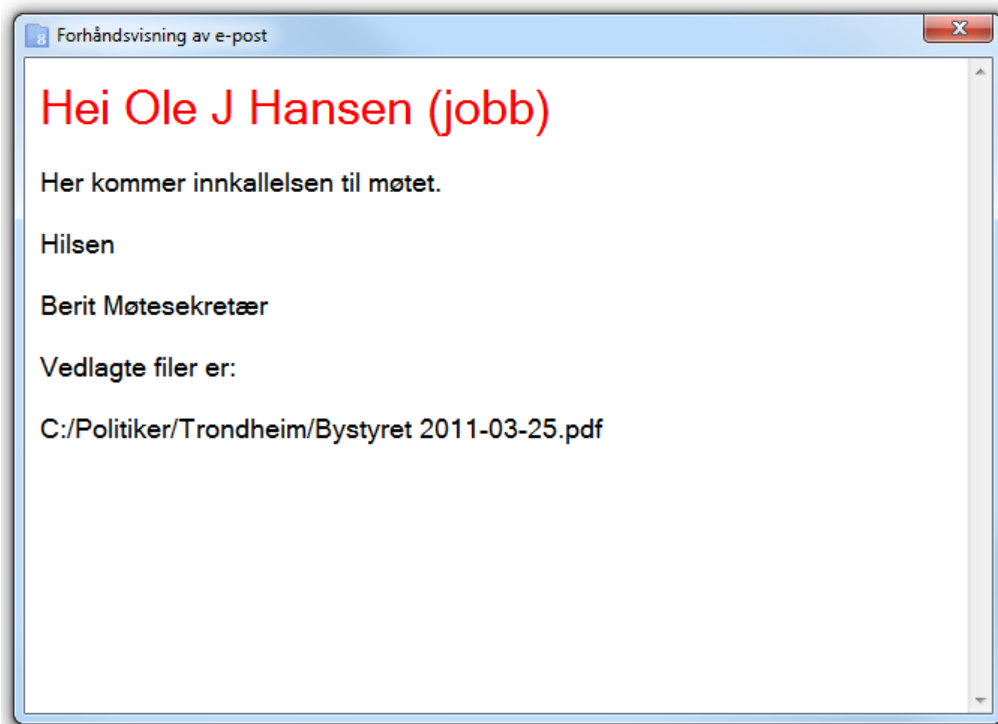 Forhåndsvisning av e-post
Hei Ole J Hansen (jobb)
Her kommer innkallelsen til møtet.
Hilsen
Berit Møtesekretær
Vedlagte filer er:
C:/Politiker/Trondheim/Bystyret 2011-03-25.pdf